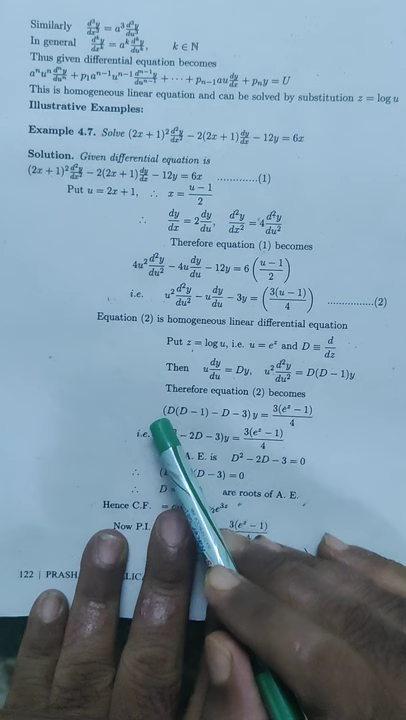 Similarly d³y/dx³ = a³ d³y/du³
In general dᵏy/dxᵏ = aᵏ dᵏy/duᵏ, k ∈ ℕ
Thus given differential equation becomes
aⁿuⁿ dⁿy/duⁿ + p₁aⁿ⁻¹uⁿ⁻¹ dⁿ⁻¹y/duⁿ⁻¹ + ⋯ + pₙ₋₁au dy/dx + pₙy = U
This is homogeneous linear equation and can be solved by substitution z = log u
Illustrative Examples:
Example 4.7. Solve (2x + 1)² d²y/dx² − 2(2x + 1) dy/dx − 12y = 6x
Solution. Given differential equation is
(2x + 1)² d²y/dx² − 2(2x + 1) dy/dx − 12y = 6x ............(1)
Put u = 2x + 1, ∴ x = (u − 1)/2
∴ dy/dx = 2 dy/du, d²y/dx² = 4 d²y/du²
Therefore equation (1) becomes
4u² d²y/du² − 4u dy/du − 12y = 6 ((u − 1)/2)
i.e. u² d²y/du² − u dy/du − 3y = (3(u − 1)/4) ...............(2)
Equation (2) is homogeneous linear differential equation
Put z = log u, i.e. u = eᶻ and D ≡ d/dz
Then u dy/du = Dy, u² d²y/du² = D(D − 1)y
Therefore equation (2) becomes
(D(D − 1) − D − 3) y = 3(eᶻ − 1)/4
i.e. − 2D − 3)y = 3(eᶻ − 1)/4
A. E. is D² − 2D − 3 = 0
∴ (D − 3) = 0
∴ D = are roots of A. E.
Hence C.F. = e³ᶻ
Now P.I. 3(eᶻ − 1)
122 | PRASH